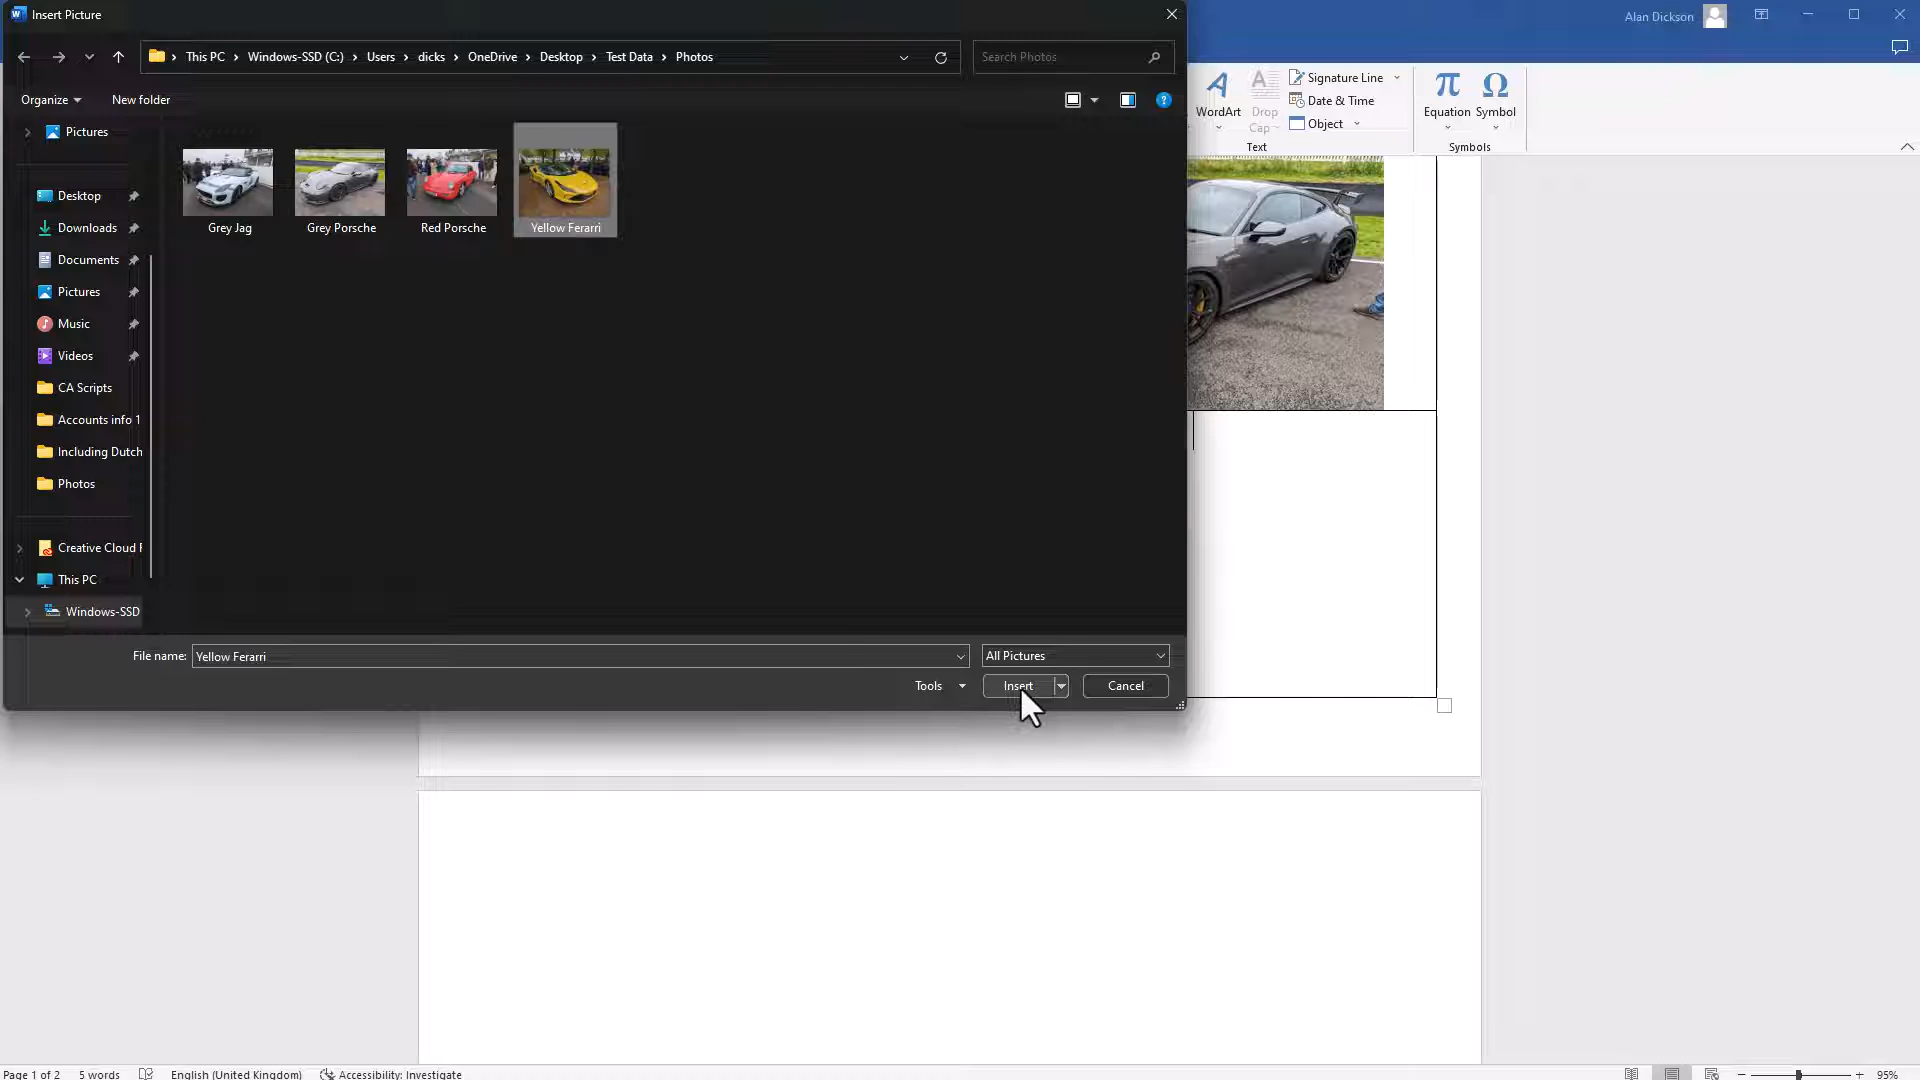 Insert Picture
Alan Dickson
This PC
Windows-SSD (C:)
Users
dicks
OneDrive
Desktop
Test Data
Photos
Search Photos
Organize
New folder
Pictures
Desktop
Downloads
Documents
Pictures
Music
Videos
CA Scripts
Accounts info 1
Including Dutch
Photos
Creative Cloud F
This PC
Windows-SSD
Grey Jag
Grey Porsche
Red Porsche
Yellow Ferarri
File name:
Yellow Ferarri
All Pictures
Tools
Insert
Cancel
WordArt
Drop
Cap
Signature Line
Date & Time
Object
Text
Equation
Symbol
Symbols
Page 1 of 2
5 words
English (United Kingdom)
Accessibility: Investigate
95%